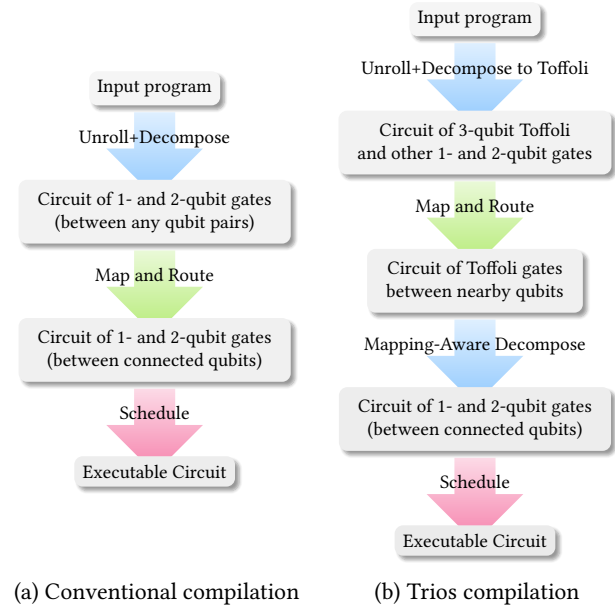 Input program
Unroll+Decompose
Circuit of 1- and 2-qubit gates
(between any qubit pairs)
Map and Route
Circuit of 1- and 2-qubit gates
(between connected qubits)
Schedule
Executable Circuit
(a) Conventional compilation
Input program
Unroll+Decompose to Toffoli
Circuit of 3-qubit Toffoli
and other 1- and 2-qubit gates
Map and Route
Circuit of Toffoli gates
between nearby qubits
Mapping-Aware Decompose
Circuit of 1- and 2-qubit gates
(between connected qubits)
Schedule
Executable Circuit
(b) Trios compilation